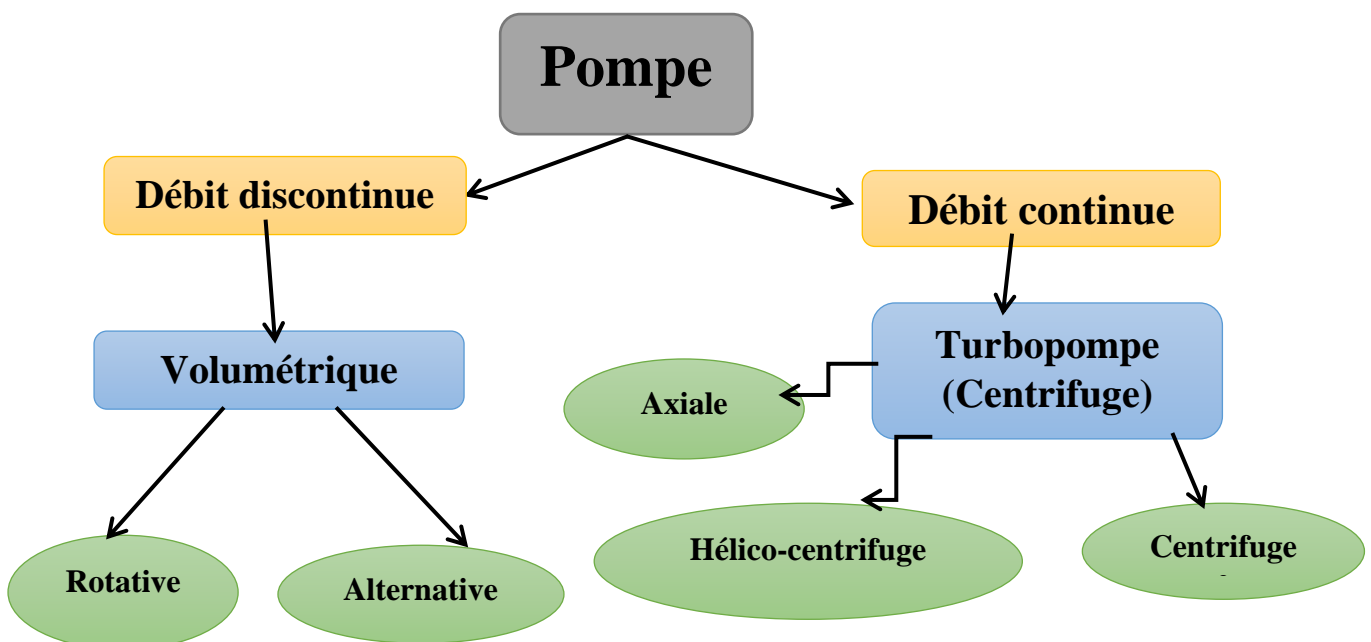 Pompe
Débit discontinue
Débit continue
Volumétrique
Turbopompe
(Centrifuge)
Axiale
Hélico-centrifuge
Centrifuge
Rotative
Alternative